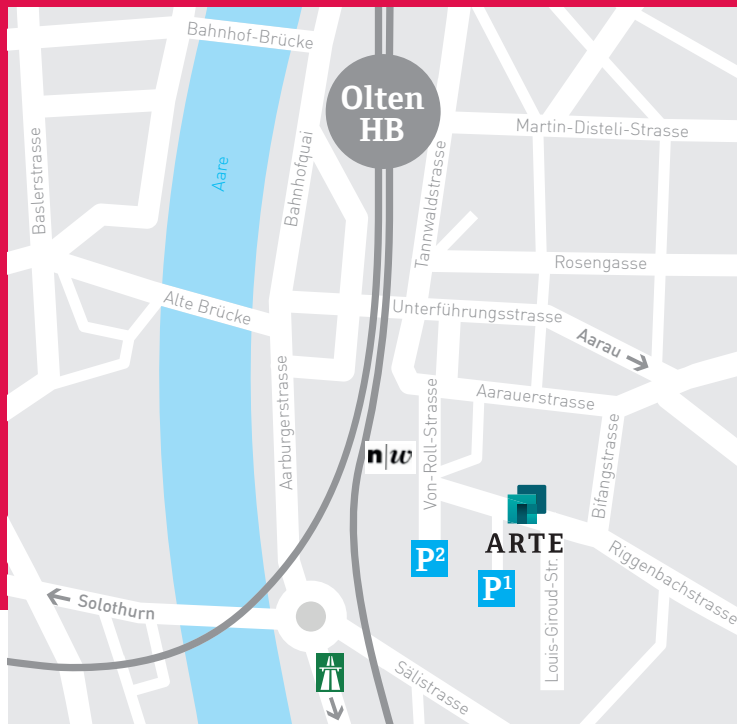 Bahnhof-Brücke
Olten
HB
Martin-Disteli-Strasse
Baslerstrasse
Aare
Bahnhofquai
Tannwaldstrasse
Rosengasse
Alte Brücke
Unterführungsstrasse
Aarau
Aarburgerstrasse
Von-Roll-Strasse
Aarauerstrasse
Bifangstrasse
n|w
ARTE
P²
P¹
Riggenbachstrasse
Louis-Giroud-Str.
Solothurn
Sälistrasse